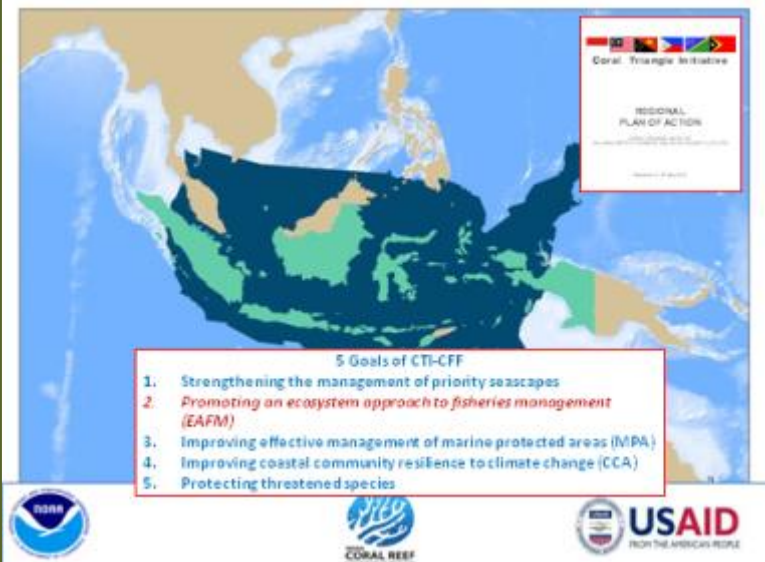 Coral Triangle Initiative
REGIONAL
PLAN OF ACTION
5 Goals of CTI-CFF
1. Strengthening the management of priority seascapes
2. Promoting an ecosystem approach to fisheries management
(EAFM)
3. Improving effective management of marine protected areas (MPA)
4. Improving coastal community resilience to climate change (CCA)
5. Protecting threatened species
NOAA
CORAL REEF
USAID
FROM THE AMERICAN PEOPLE